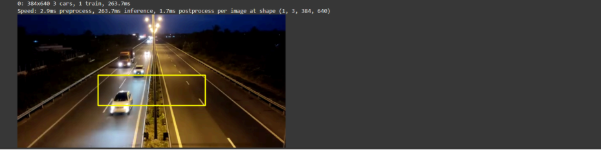 0: 384x640 3 cars, 1 train, 263.7ms
Speed: 2.9ms preprocess, 263.7ms inference, 1.7ms postprocess per image at shape (1, 3, 384, 640)